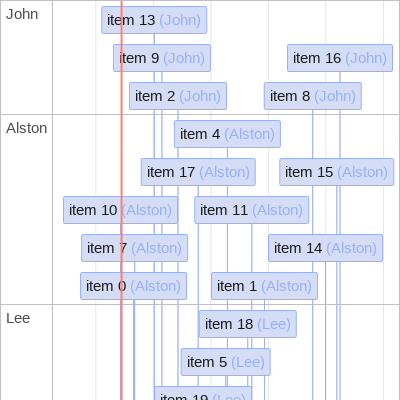 John
item 13 (John)
item 9 (John)
item 16 (John)
item 2 (John)
item 8 (John)
Alston
item 4 (Alston)
item 17 (Alston)
item 15 (Alston)
item 10 (Alston)
item 11 (Alston)
item 7 (Alston)
item 14 (Alston)
item 0 (Alston)
item 1 (Alston)
Lee
item 18 (Lee)
item 5 (Lee)
item 19 (Lee)